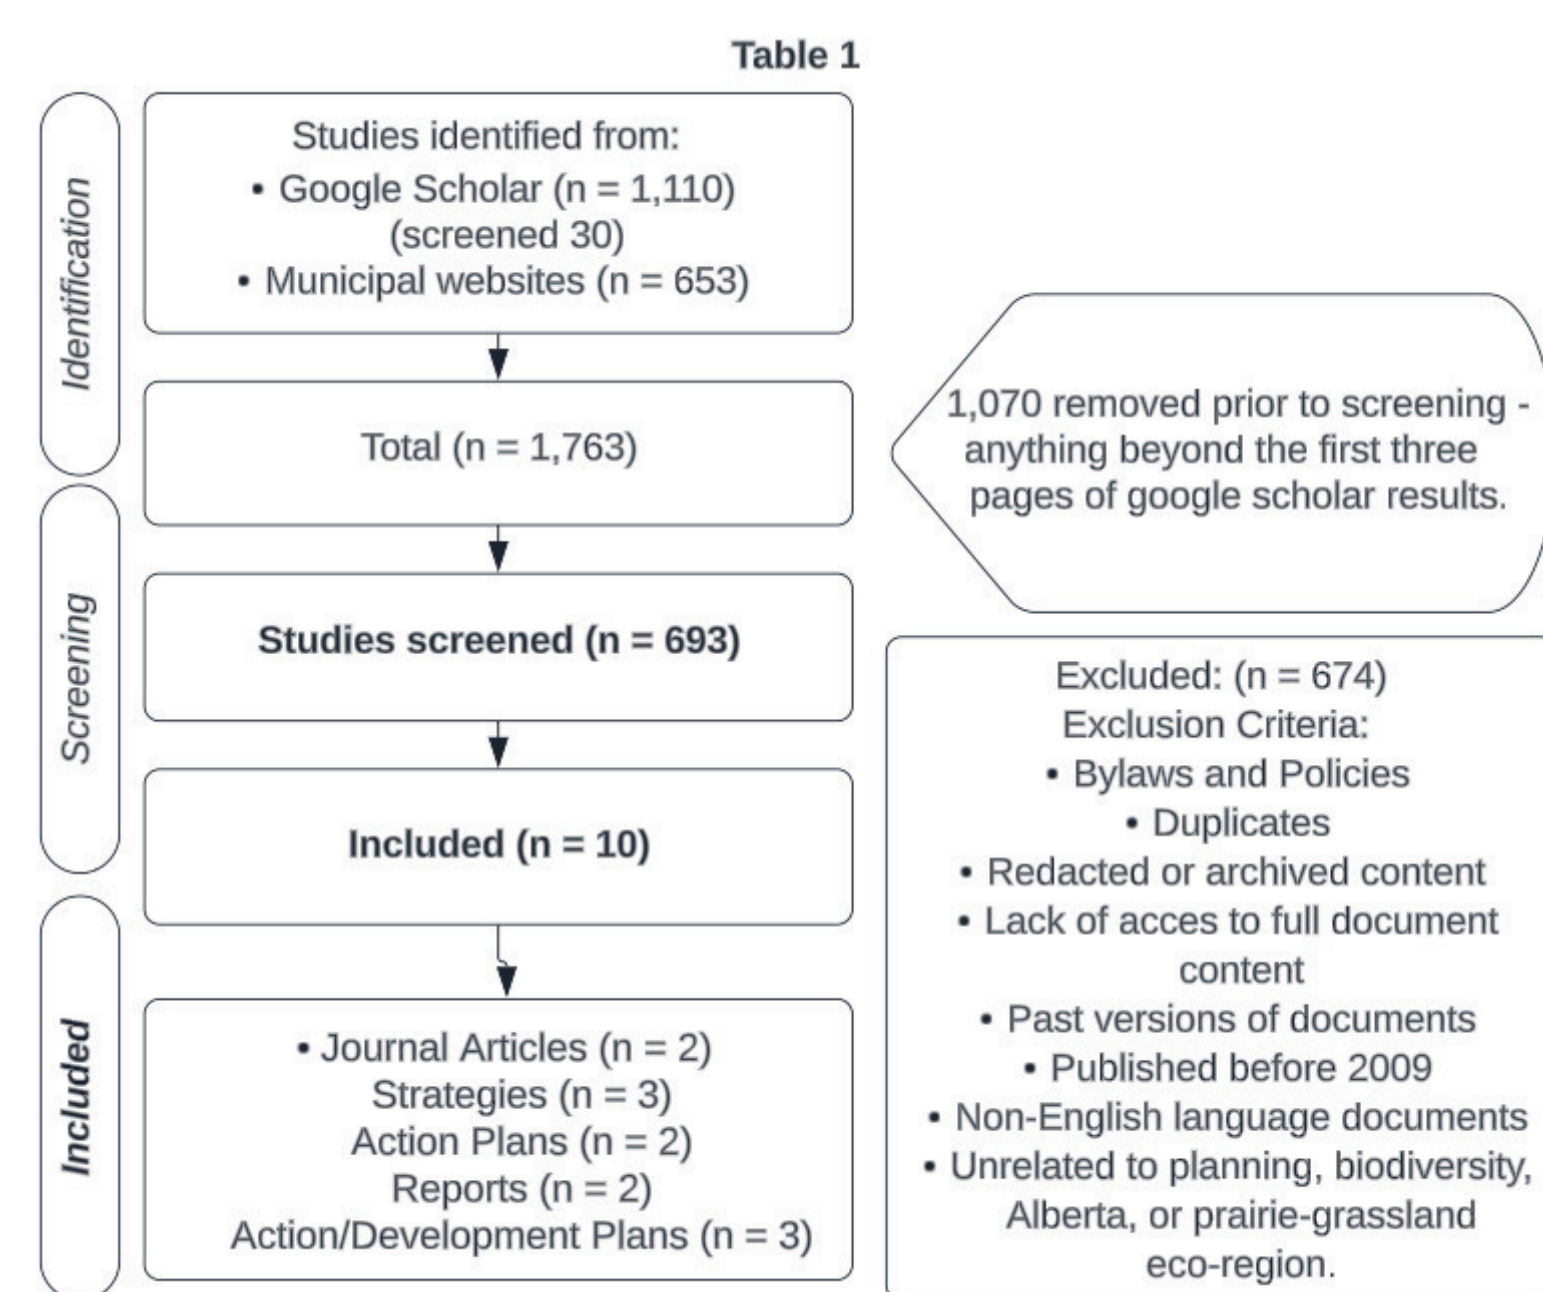 Table 1
Identification
Studies identified from:
• Google Scholar (n = 1,110)
(screened 30)
• Municipal websites (n = 653)
Total (n = 1,763)
1,070 removed prior to screening -
anything beyond the first three
pages of google scholar results.
Screening
Studies screened (n = 693)
Included (n = 10)
Excluded: (n = 674)
Exclusion Criteria:
• Bylaws and Policies
• Duplicates
• Redacted or archived content
• Lack of acces to full document
content
• Past versions of documents
• Published before 2009
• Non-English language documents
• Unrelated to planning, biodiversity,
Alberta, or prairie-grassland
eco-region.
Included
• Journal Articles (n = 2)
Strategies (n = 3)
Action Plans (n = 2)
Reports (n = 2)
Action/Development Plans (n = 3)